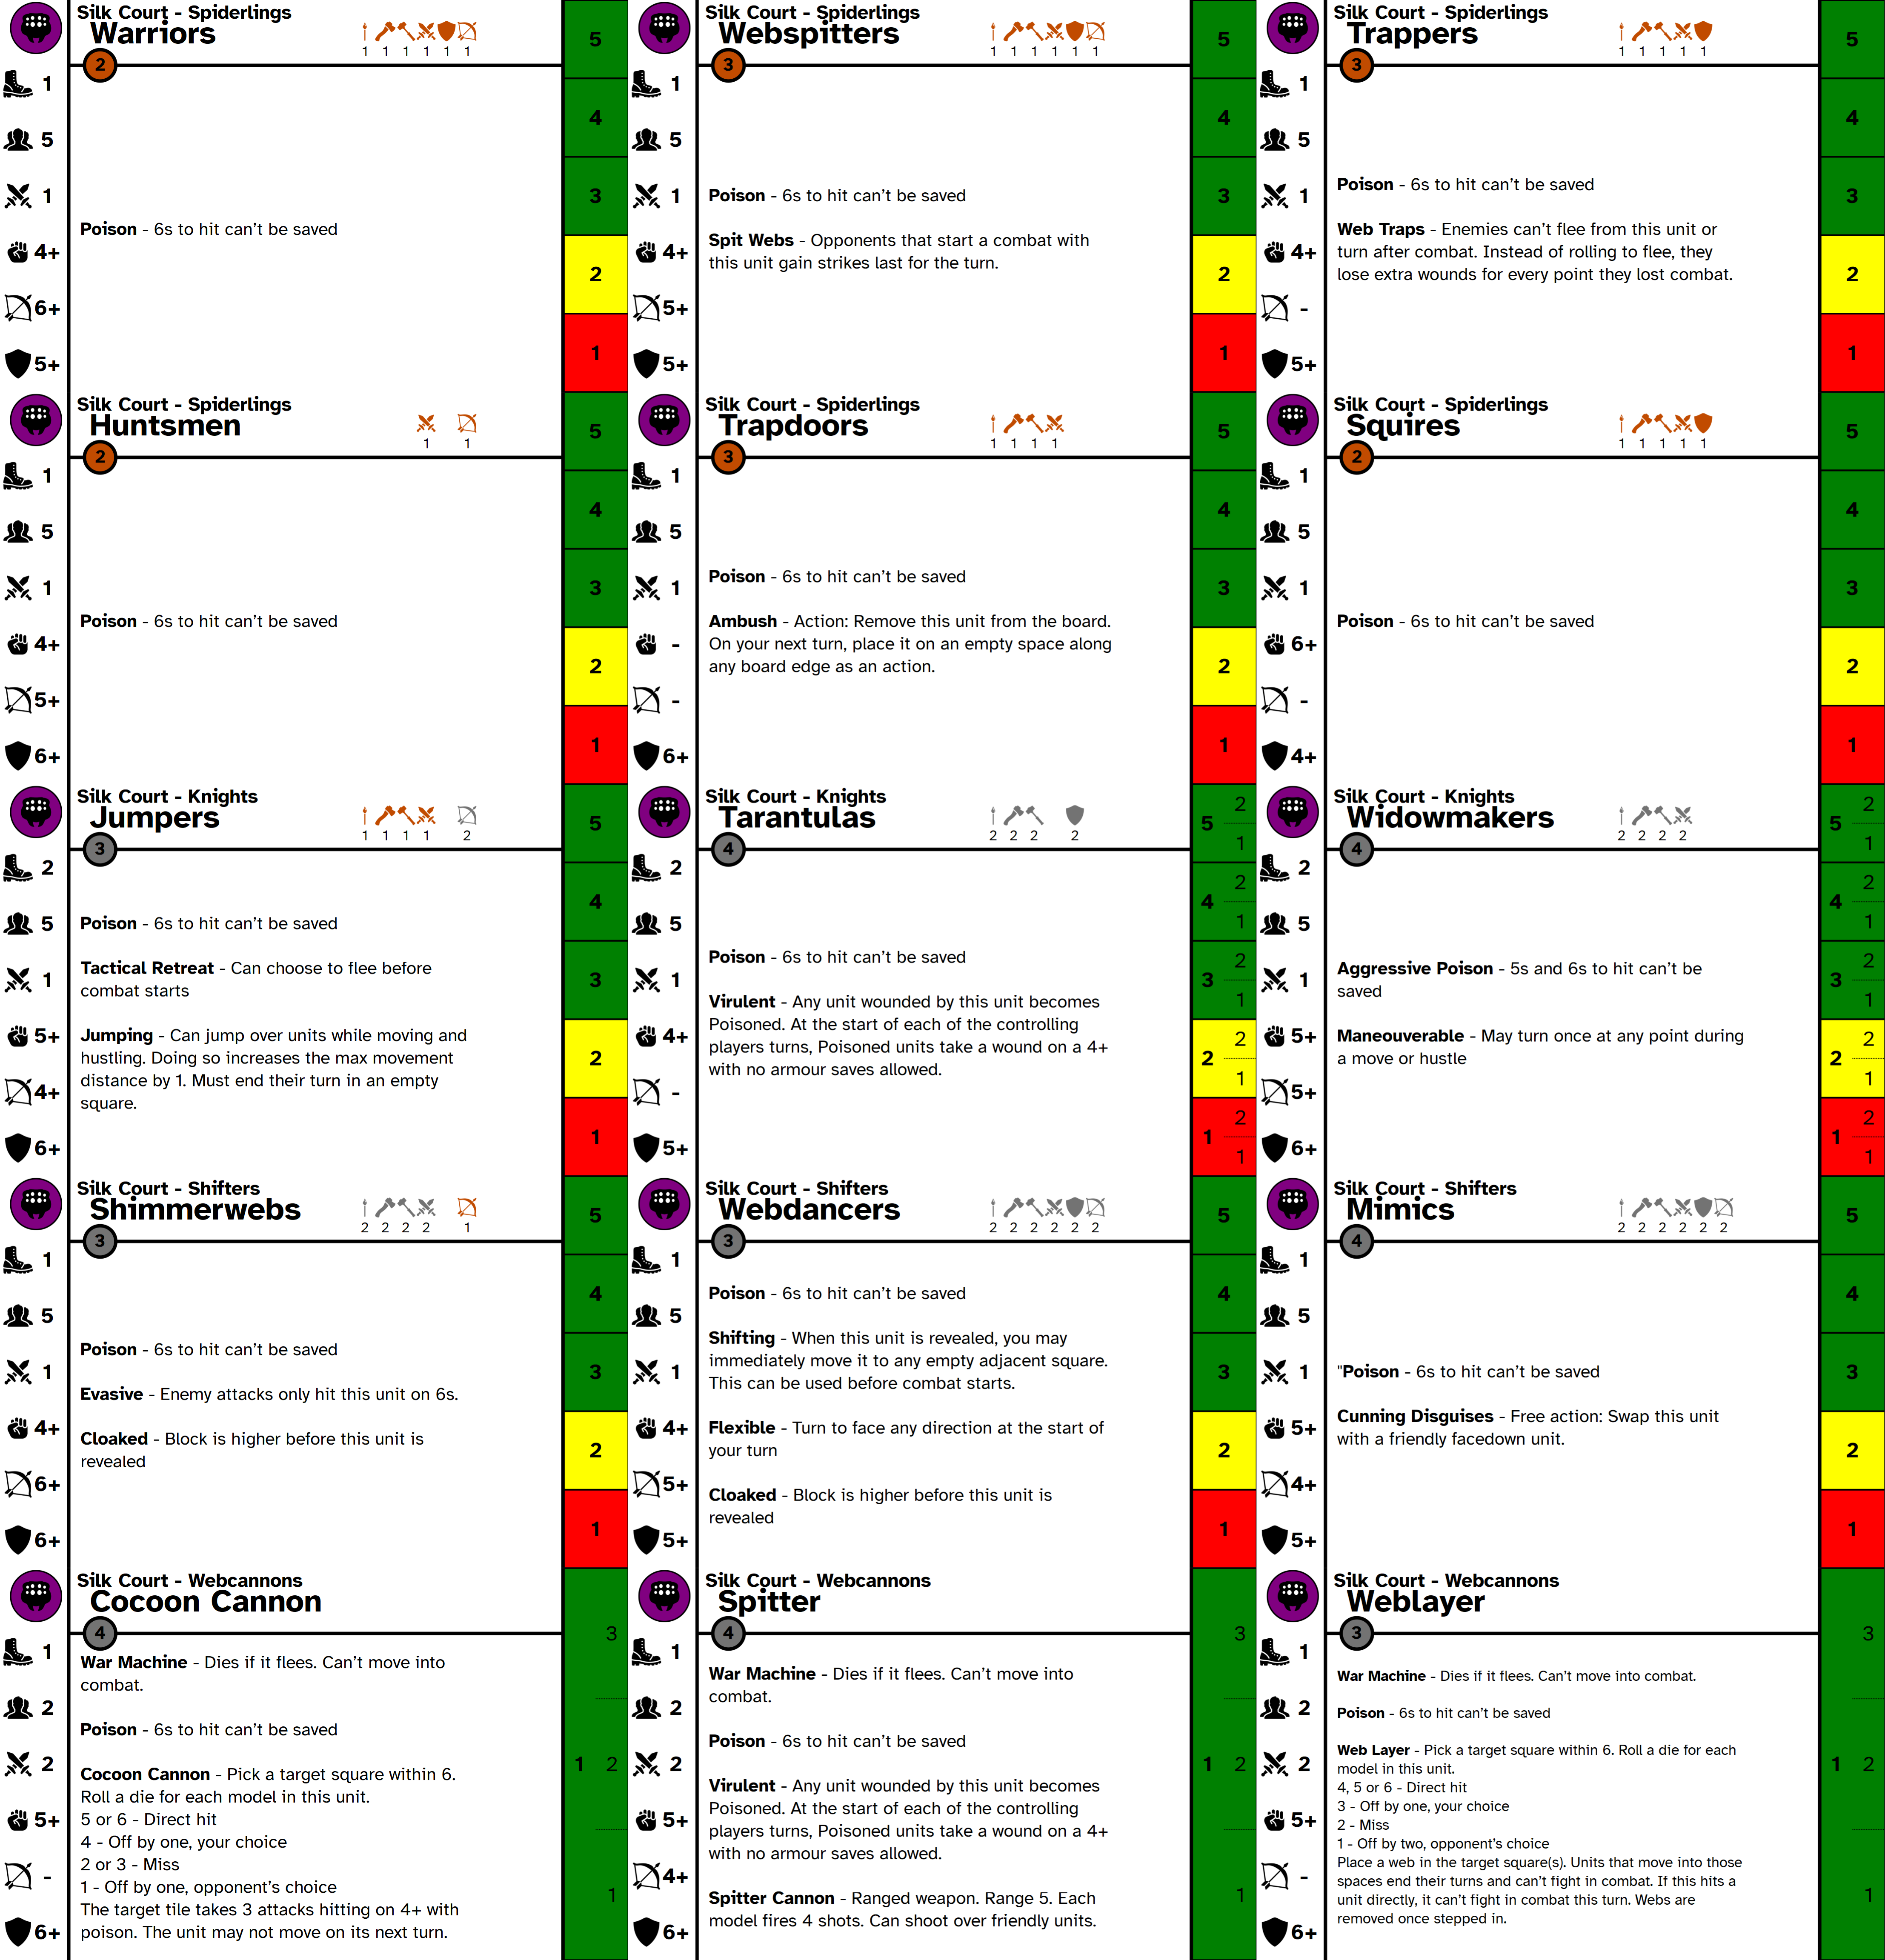 Silk Court - Spiderlings
Warriors
1 1 1 1 1 1
2
1
5
1
4+
6+
5+
Poison - 6s to hit can't be saved
5
4
3
2
1
Silk Court - Spiderlings
Webspitters
1 1 1 1 1 1
3
1
5
1
4+
5+
5+
Poison - 6s to hit can't be saved
Spit Webs - Opponents that start a combat with
this unit gain strikes last for the turn.
5
4
3
2
1
Silk Court - Spiderlings
Trappers
1 1 1 1 1
3
1
5
1
4+
-
5+
Poison - 6s to hit can't be saved
Web Traps - Enemies can't flee from this unit or
turn after combat. Instead of rolling to flee, they
lose extra wounds for every point they lost combat.
5
4
3
2
1
Silk Court - Spiderlings
Huntsmen
1 1
2
1
5
1
4+
5+
6+
Poison - 6s to hit can't be saved
5
4
3
2
1
Silk Court - Spiderlings
Trapdoors
1 1 1 1
3
1
5
1
-
-
6+
Poison - 6s to hit can't be saved
Ambush - Action: Remove this unit from the board.
On your next turn, place it on an empty space along
any board edge as an action.
5
4
3
2
1
Silk Court - Spiderlings
Squires
1 1 1 1 1
2
1
5
1
6+
-
4+
Poison - 6s to hit can't be saved
5
4
3
2
1
Silk Court - Knights
Jumpers
1 1 1 1 2
3
2
5
1
5+
4+
6+
Poison - 6s to hit can't be saved
Tactical Retreat - Can choose to flee before
combat starts
Jumping - Can jump over units while moving and
hustling. Doing so increases the max movement
distance by 1. Must end their turn in an empty
square.
5
4
3
2
1
Silk Court - Knights
Tarantulas
2 2 2 2
4
2
5
1
4+
-
5+
Poison - 6s to hit can't be saved
Virulent - Any unit wounded by this unit becomes
Poisoned. At the start of each of the controlling
players turns, Poisoned units take a wound on a 4+
with no armour saves allowed.
5 2 1
4 2 1
3 2 1
2 2 1
1 2 1
Silk Court - Knights
Widowmakers
2 2 2 2
4
2
5
1
5+
5+
6+
Aggressive Poison - 5s and 6s to hit can't be
saved
Maneouverable - May turn once at any point during
a move or hustle
5 2 1
4 2 1
3 2 1
2 2 1
1 2 1
Silk Court - Shifters
Shimmerwebs
2 2 2 2 1
3
1
5
1
4+
6+
6+
Poison - 6s to hit can't be saved
Evasive - Enemy attacks only hit this unit on 6s.
Cloaked - Block is higher before this unit is
revealed
5
4
3
2
1
Silk Court - Shifters
Webdancers
2 2 2 2 2 2
3
1
5
1
4+
5+
5+
Poison - 6s to hit can't be saved
Shifting - When this unit is revealed, you may
immediately move it to any empty adjacent square.
This can be used before combat starts.
Flexible - Turn to face any direction at the start of
your turn
Cloaked - Block is higher before this unit is
revealed
5
4
3
2
1
Silk Court - Shifters
Mimics
2 2 2 2 2 2
4
1
5
1
5+
4+
5+
"Poison - 6s to hit can't be saved
Cunning Disguises - Free action: Swap this unit
with a friendly facedown unit.
5
4
3
2
1
Silk Court - Webcannons
Cocoon Cannon
4
1
2
2
5+
-
6+
War Machine - Dies if it flees. Can't move into
combat.
Poison - 6s to hit can't be saved
Cocoon Cannon - Pick a target square within 6.
Roll a die for each model in this unit.
5 or 6 - Direct hit
4 - Off by one, your choice
2 or 3 - Miss
1 - Off by one, opponent's choice
The target tile takes 3 attacks hitting on 4+ with
poison. The unit may not move on its next turn.
3
1 2
1
Silk Court - Webcannons
Spitter
4
1
2
2
5+
4+
6+
War Machine - Dies if it flees. Can't move into
combat.
Poison - 6s to hit can't be saved
Virulent - Any unit wounded by this unit becomes
Poisoned. At the start of each of the controlling
players turns, Poisoned units take a wound on a 4+
with no armour saves allowed.
Spitter Cannon - Ranged weapon. Range 5. Each
model fires 4 shots. Can shoot over friendly units.
3
1 2
1
Silk Court - Webcannons
Weblayer
3
1
2
2
5+
-
6+
War Machine - Dies if it flees. Can't move into combat.
Poison - 6s to hit can't be saved
Web Layer - Pick a target square within 6. Roll a die for each
model in this unit.
4, 5 or 6 - Direct hit
3 - Off by one, your choice
2 - Miss
1 - Off by two, opponent's choice
Place a web in the target square(s). Units that move into those
spaces end their turns and can't fight in combat. If this hits a
unit directly, it can't fight in combat this turn. Webs are
removed once stepped in.
3
1 2
1